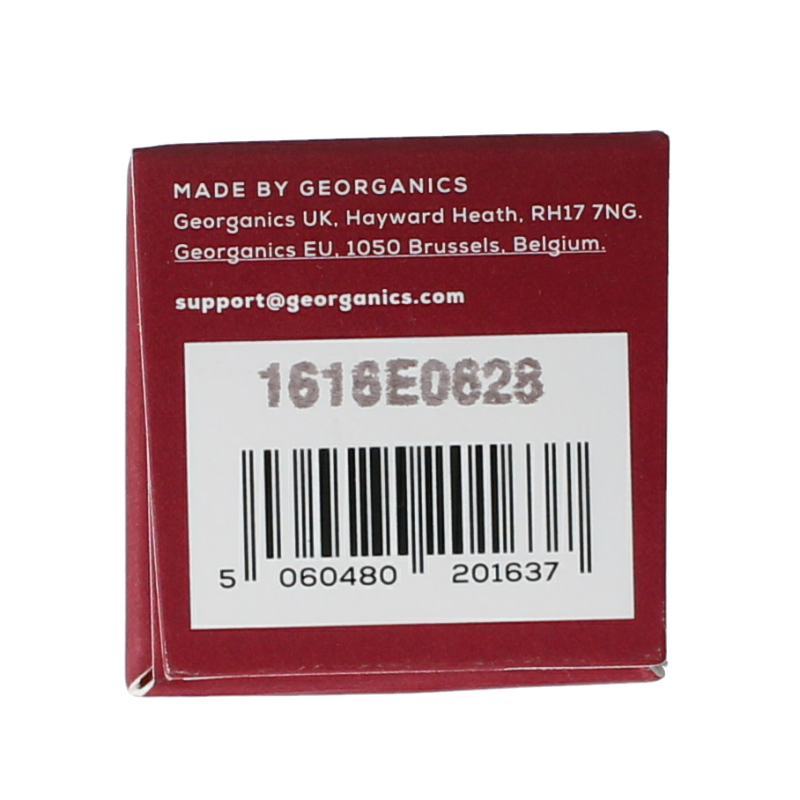 MADE BY GEORGANICS
Georganics UK, Hayward Heath, RH17 7NG.
Georganics EU, 1050 Brussels, Belgium.
support@georganics.com
1616E0623
5 060480 201637